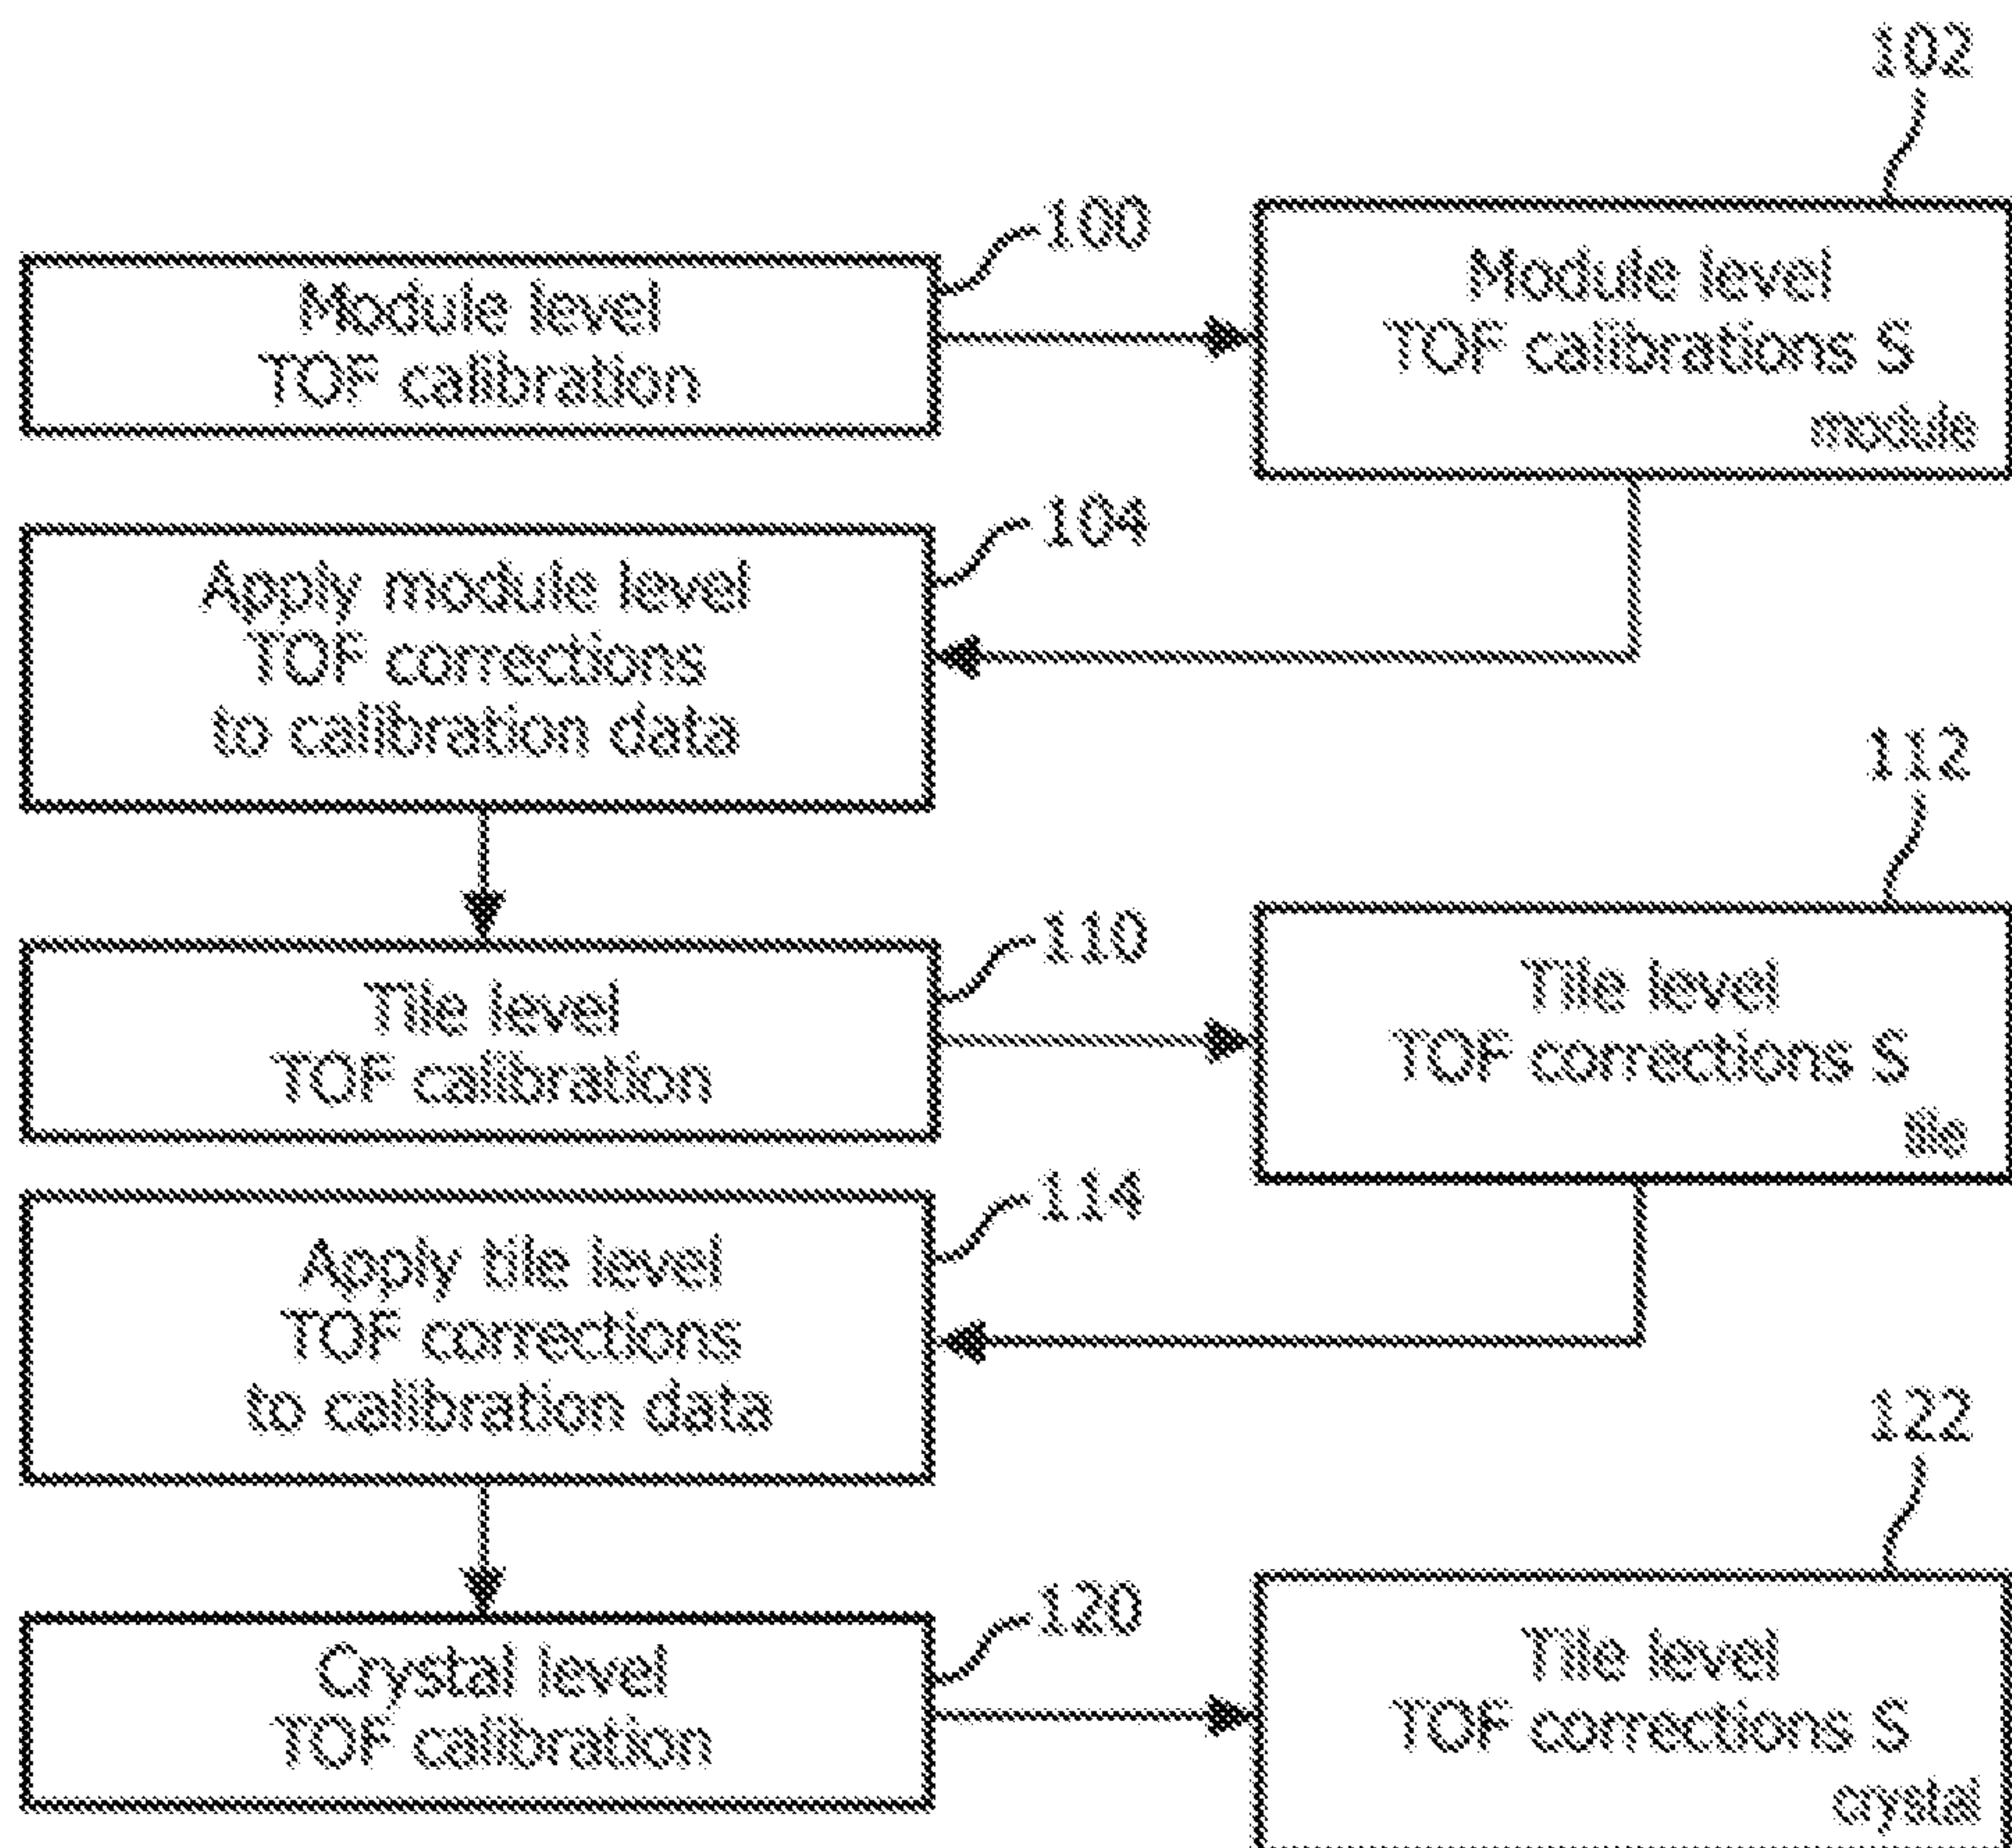 102
100
Module level
TOF calibration
Module level
TOF calibrations S
module
104
Apply module level
TOF corrections
to calibration data
112
110
Tile level
TOF calibration
Tile level
TOF corrections S
tile
114
Apply tile level
TOF corrections
to calibration data
122
120
Crystal level
TOF calibration
Tile level
TOF corrections S
crystal